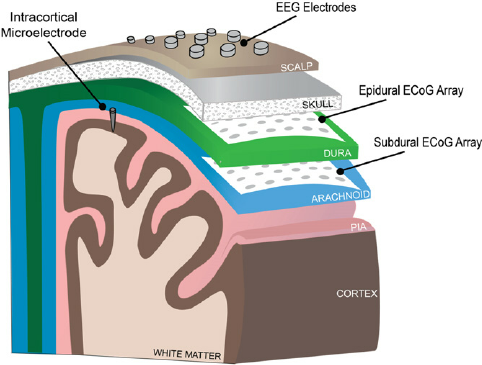 EEG Electrodes
Intracortical
Microelectrode
SCALP
Epidural ECoG Array
SKULL
Subdural ECoG Array
DURA
ARACHNOID
PIA
CORTEX
WHITE MATTER